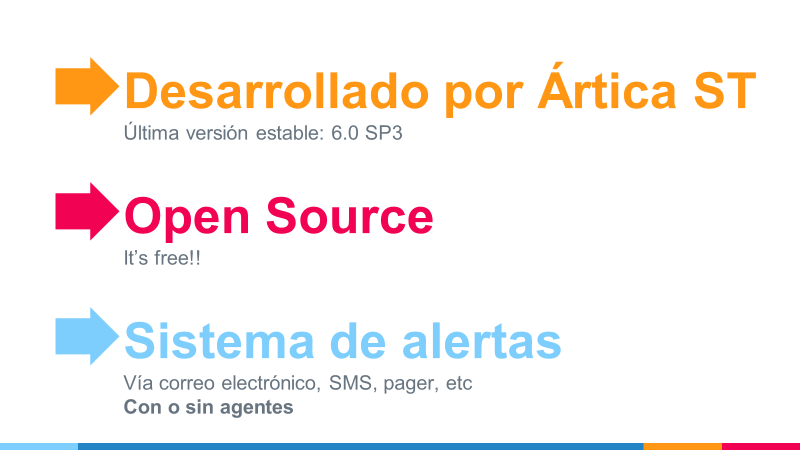 Desarrollado por Ártica ST
Última versión estable: 6.0 SP3
Open Source
It’s free!!
Sistema de alertas
Vía correo electrónico, SMS, pager, etc
Con o sin agentes